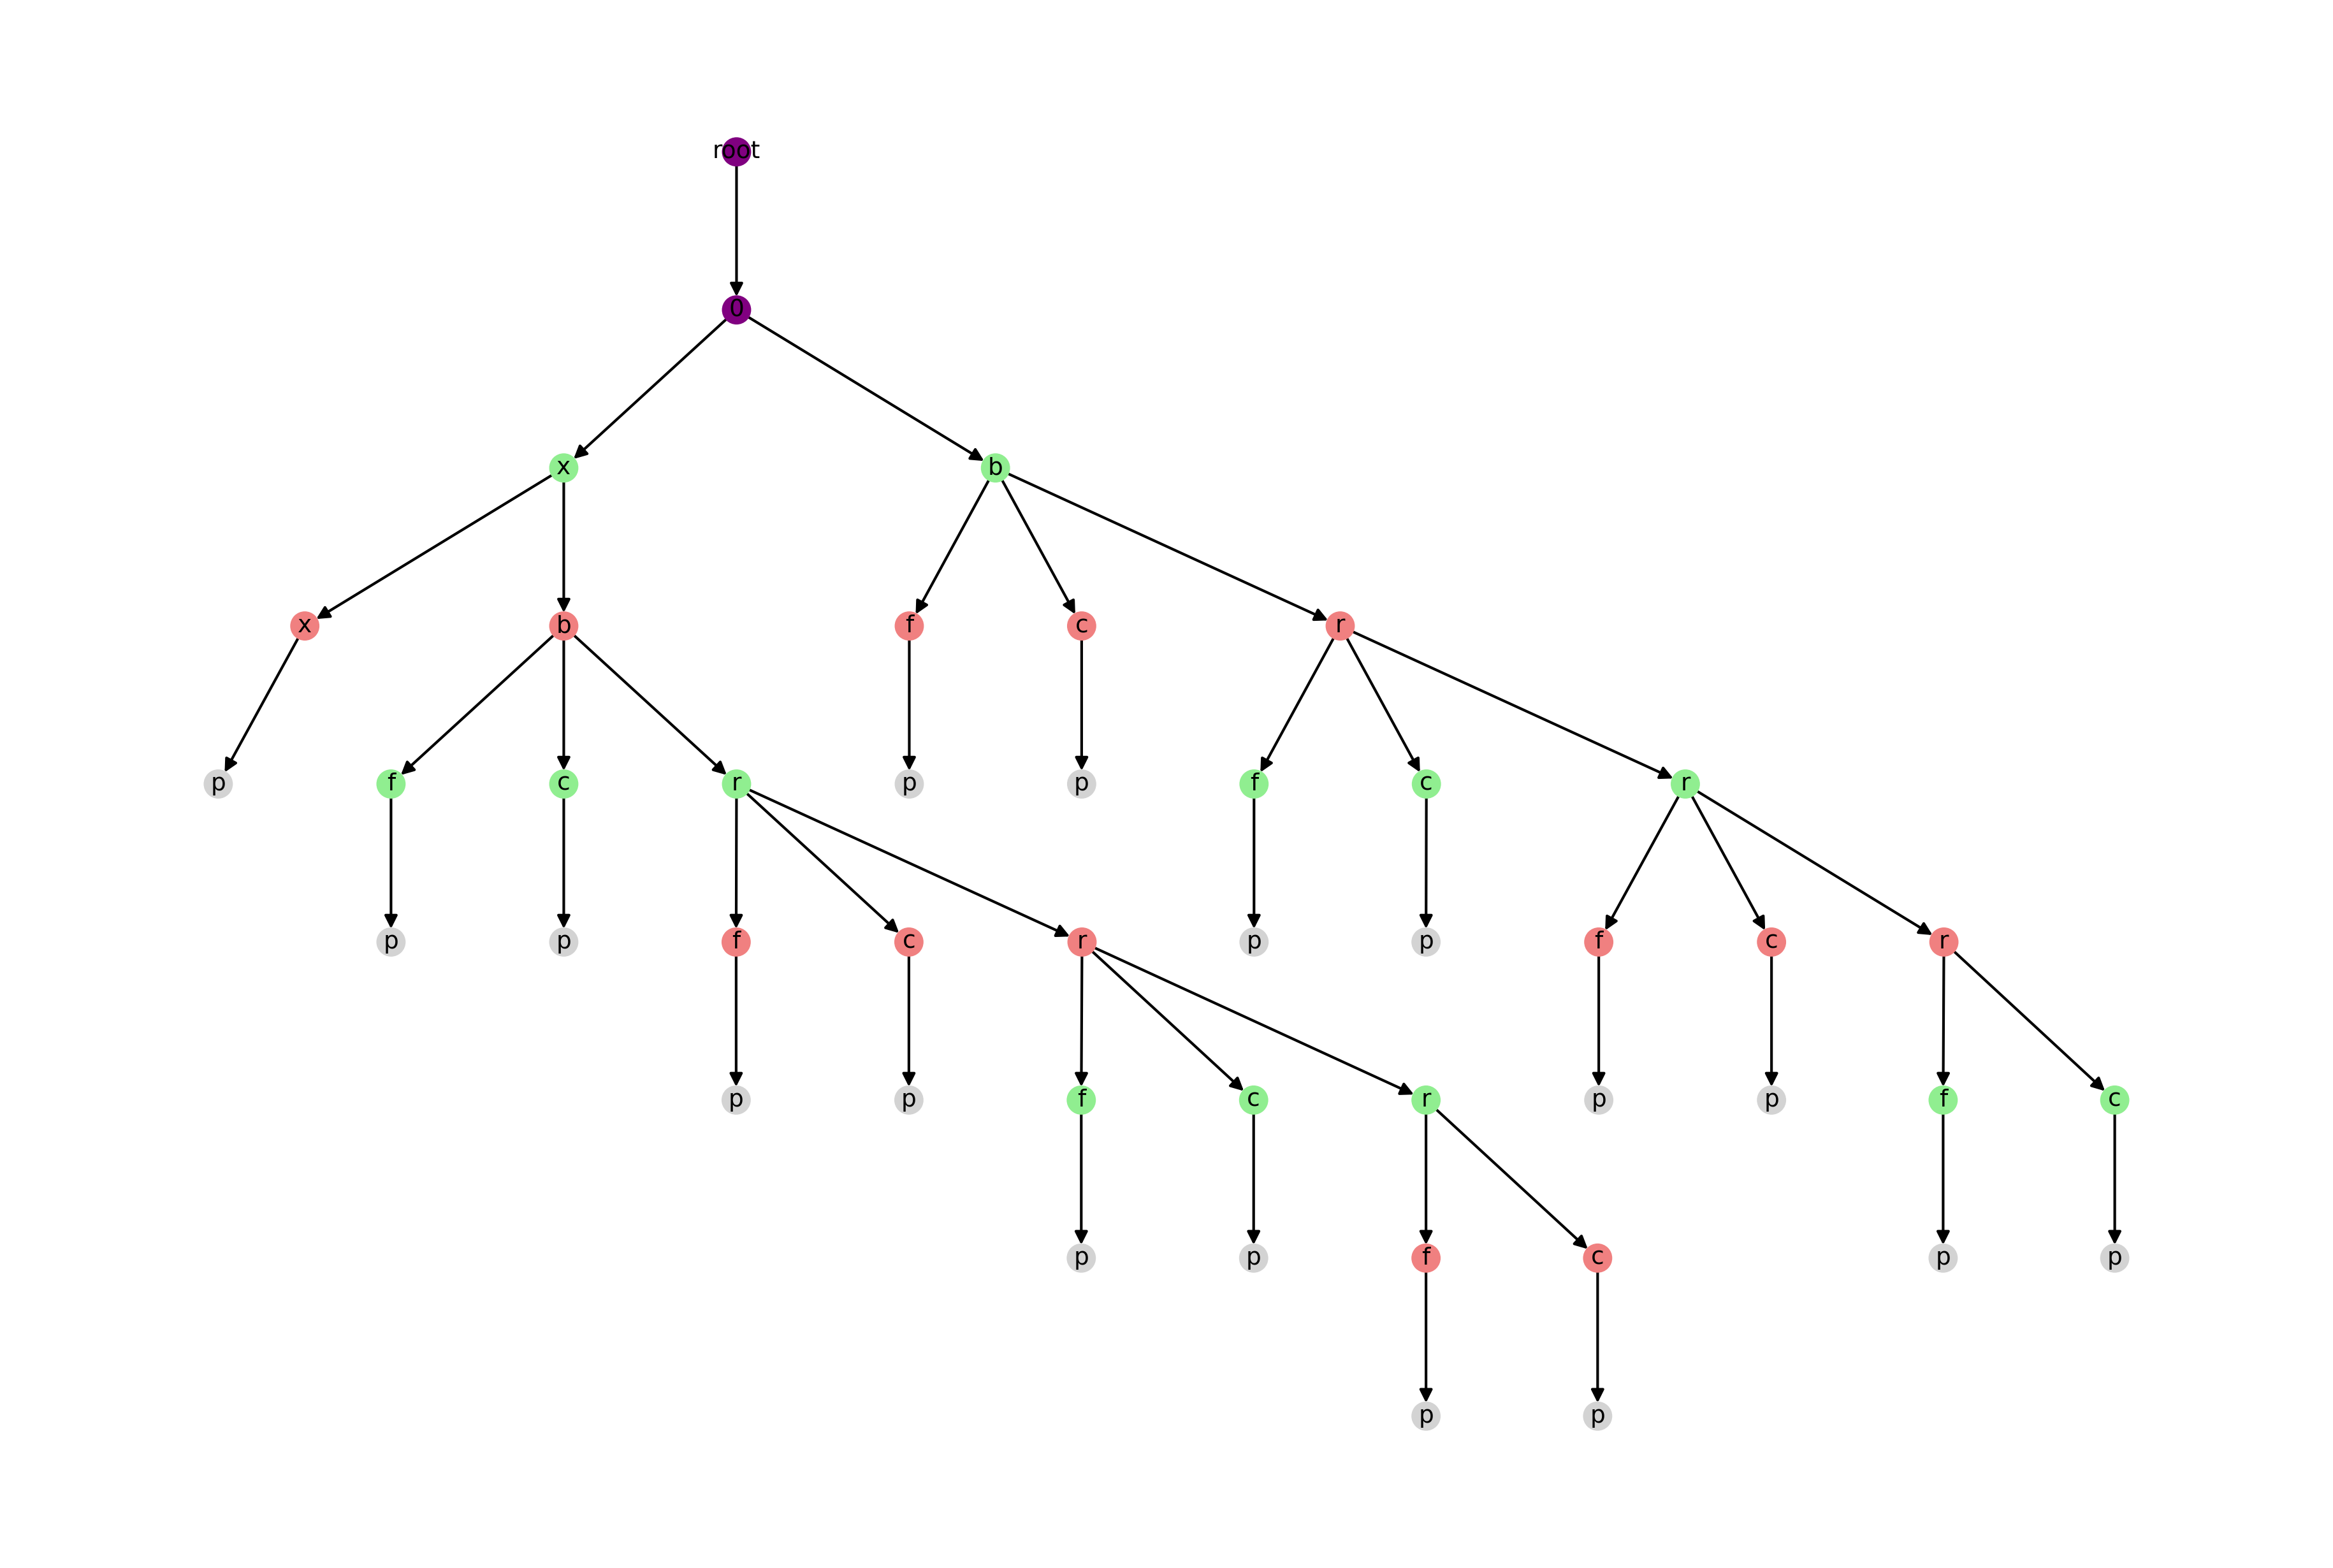 root
0
x b
x b f c r
p f c r p p f c r
p p f c r p p f c r
p p f c r p p f c
p p f c p p
p p